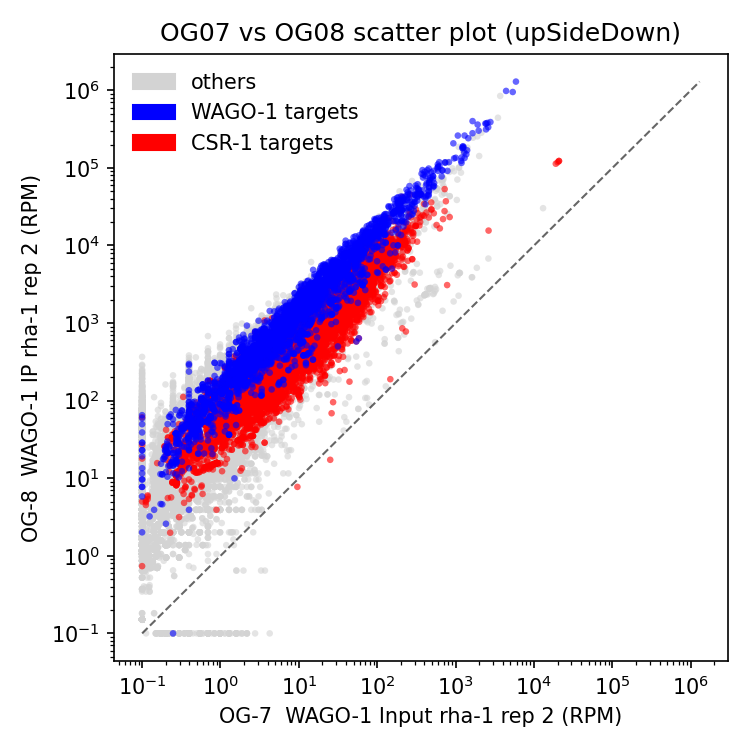 OG07 vs OG08 scatter plot (upSideDown)
others
WAGO-1 targets
CSR-1 targets
OG-8  WAGO-1 IP rha-1 rep 2 (RPM)
10⁶
10⁵
10⁴
10³
10²
10¹
10⁰
10⁻¹
10⁻¹ 10⁰ 10¹ 10² 10³ 10⁴ 10⁵ 10⁶
OG-7  WAGO-1 Input rha-1 rep 2 (RPM)